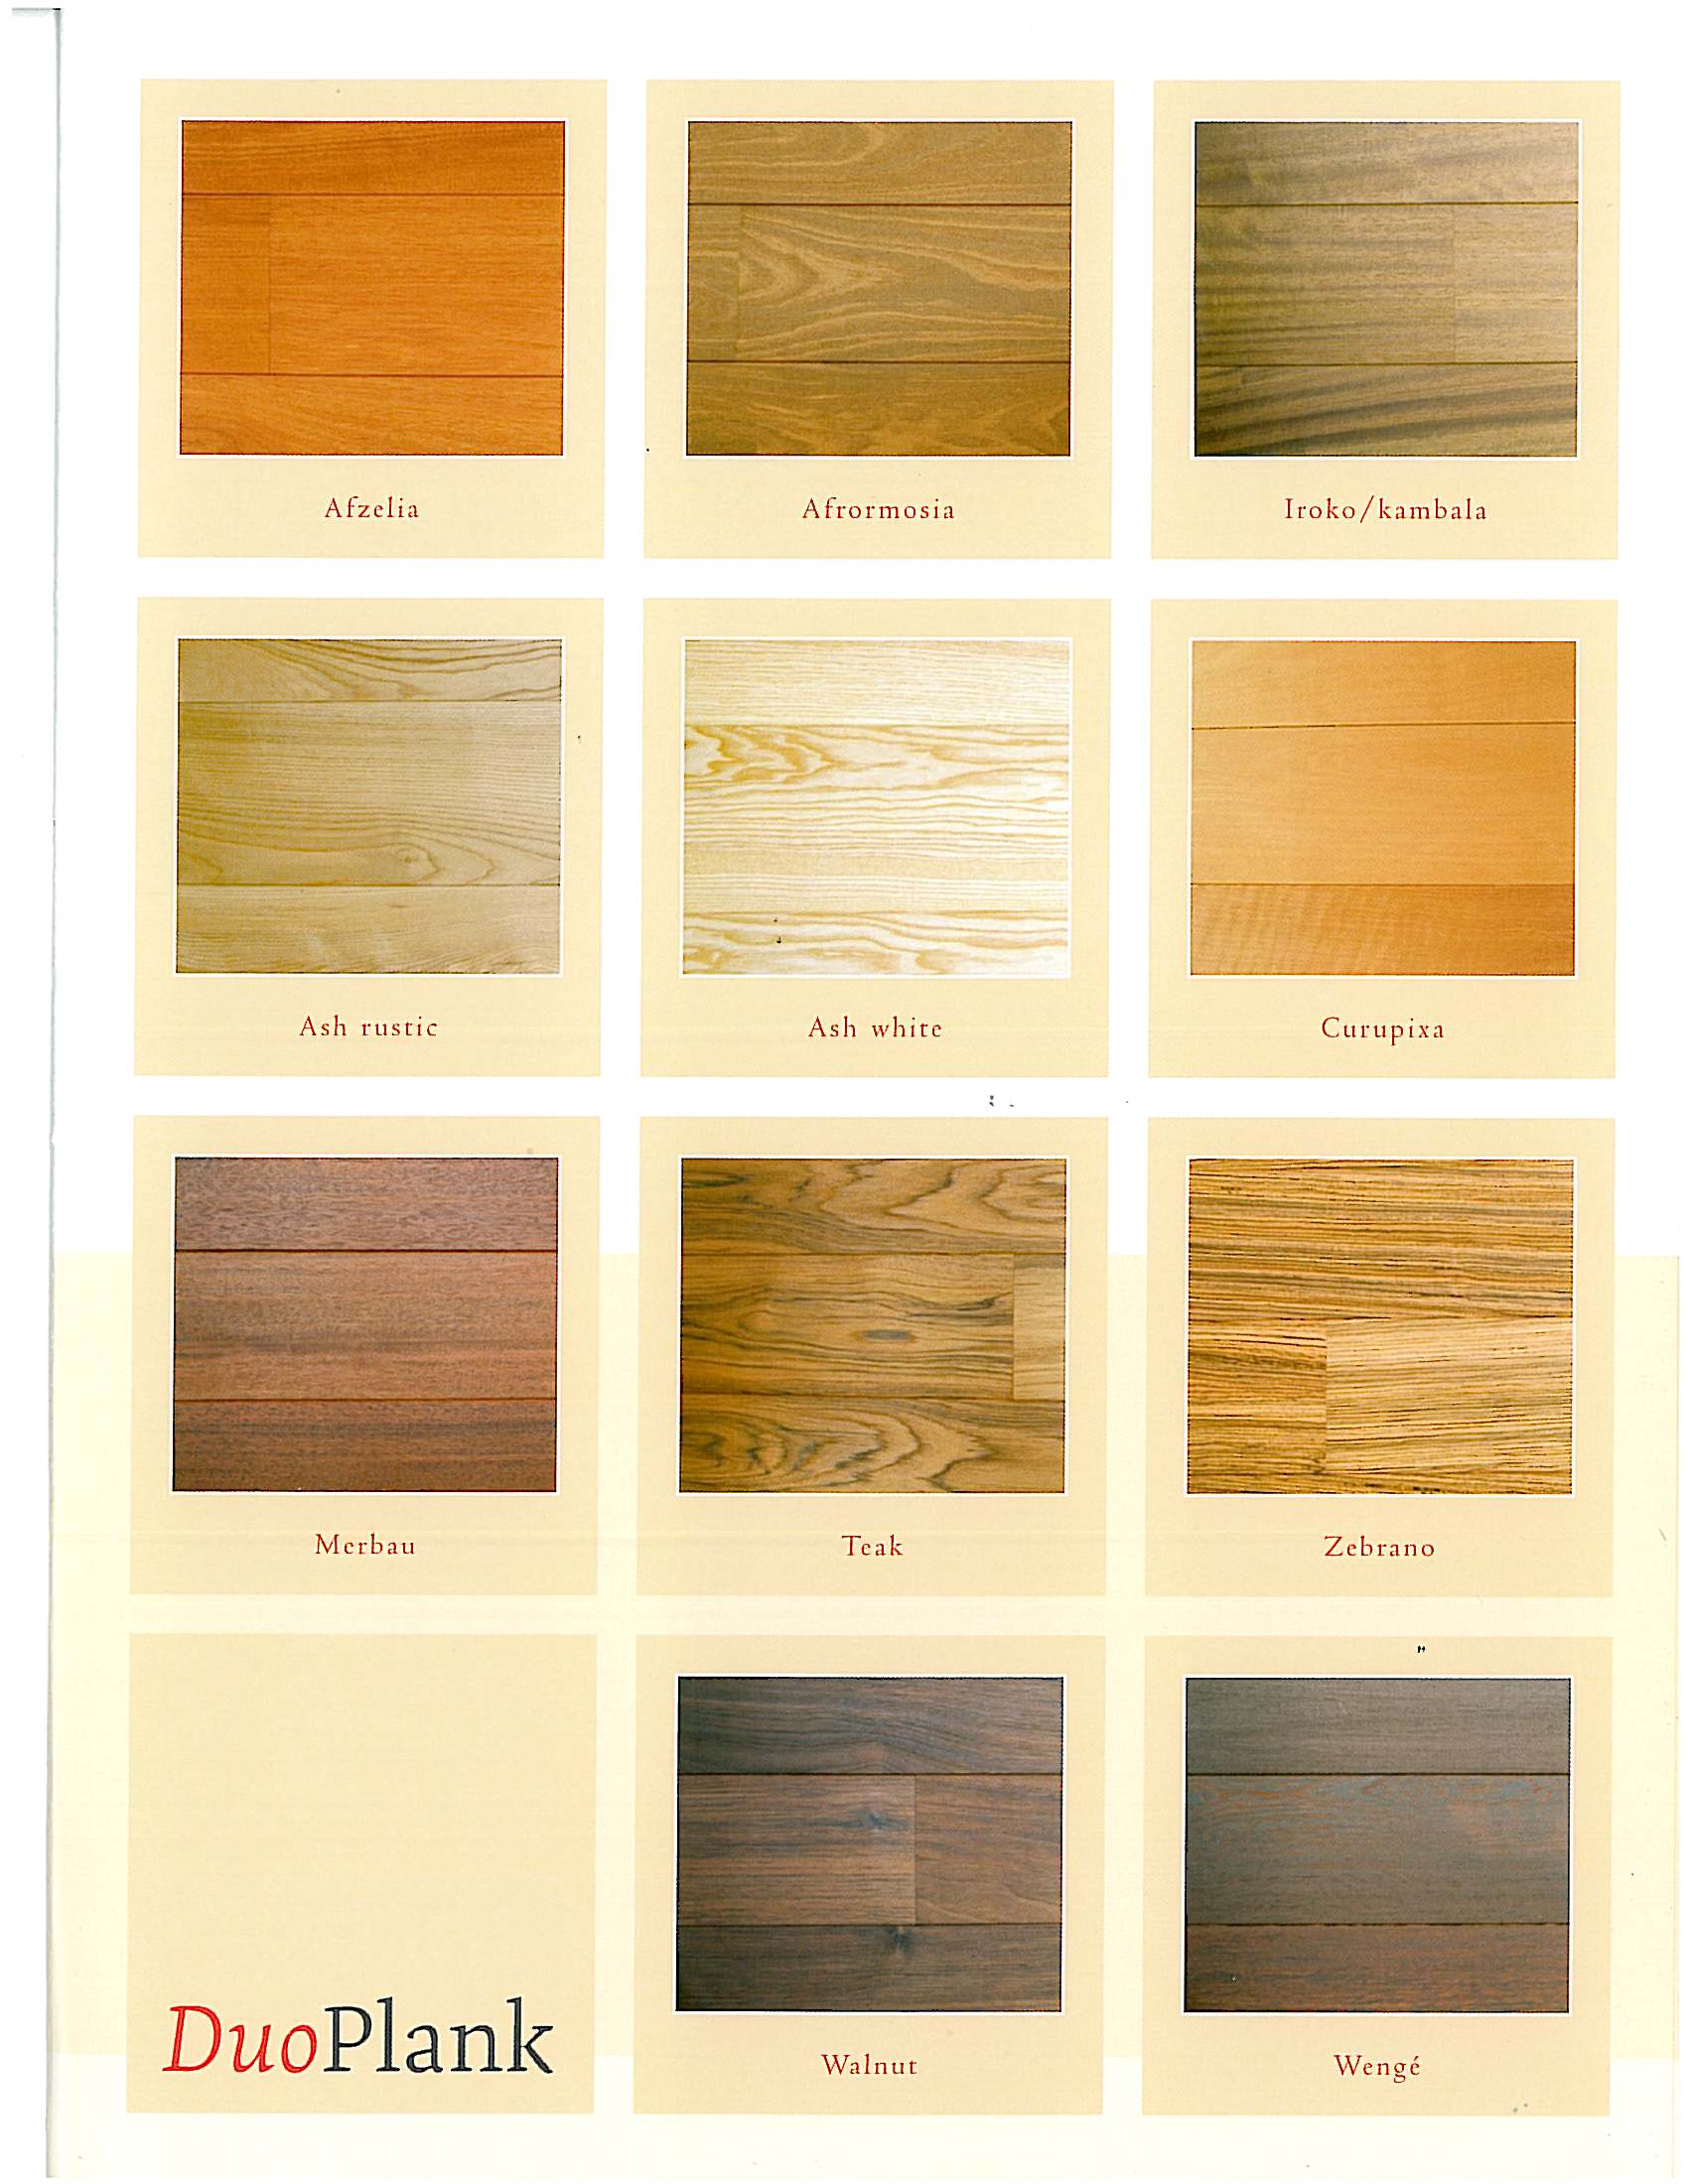 Afzelia
Afrormosia
Iroko/kambala
Ash rustic
Ash white
Curupixa
Merbau
Teak
Zebrano
DuoPlank
Walnut
Wengé